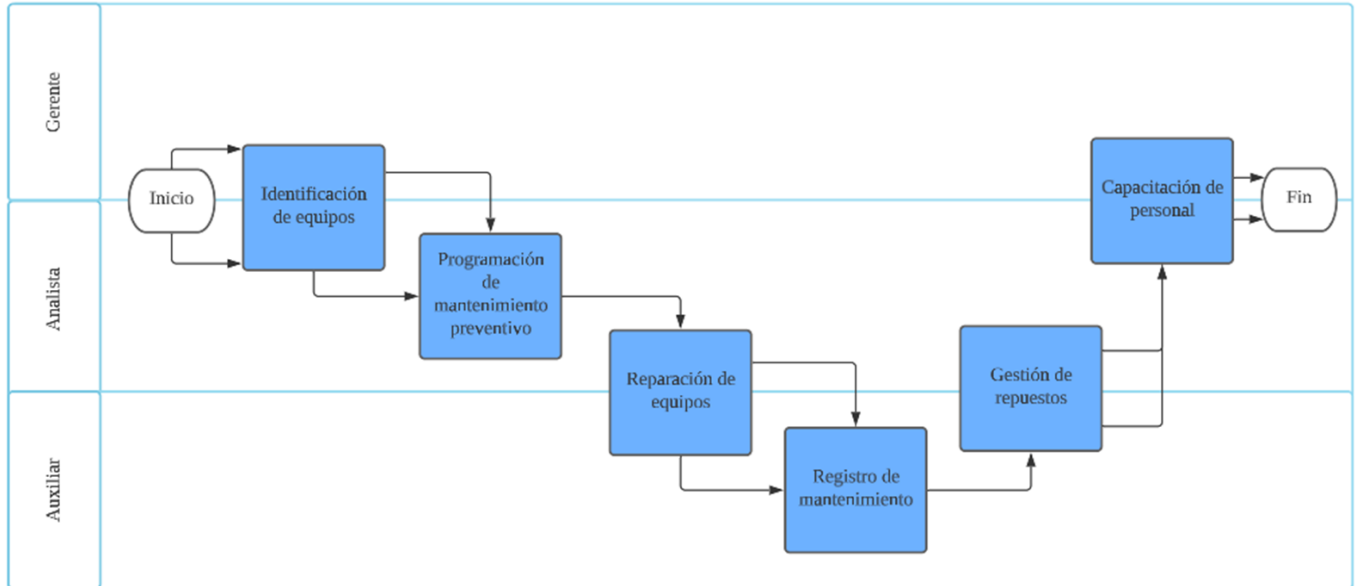 Gerente
Analista
Auxiliar
Inicio
Identificación
de equipos
Programación
de
mantenimiento
preventivo
Reparación de
equipos
Registro de
mantenimiento
Gestión de
repuestos
Capacitación de
personal
Fin